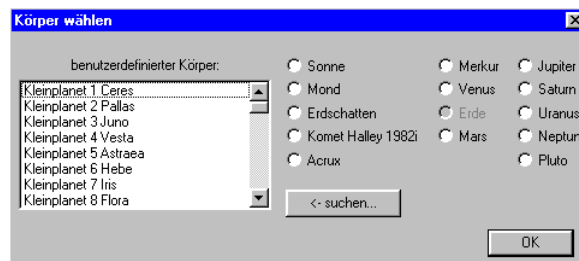 Körper wählen
benutzerdefinierter Körper:
Kleinplanet 1 Ceres
Kleinplanet 2 Pallas
Kleinplanet 3 Juno
Kleinplanet 4 Vesta
Kleinplanet 5 Astraea
Kleinplanet 6 Hebe
Kleinplanet 7 Iris
Kleinplanet 8 Flora
Sonne
Mond
Erdschatten
Komet Halley 1982i
Acrux
Merkur
Venus
Erde
Mars
Jupiter
Saturn
Uranus
Neptun
Pluto
<- suchen...
OK